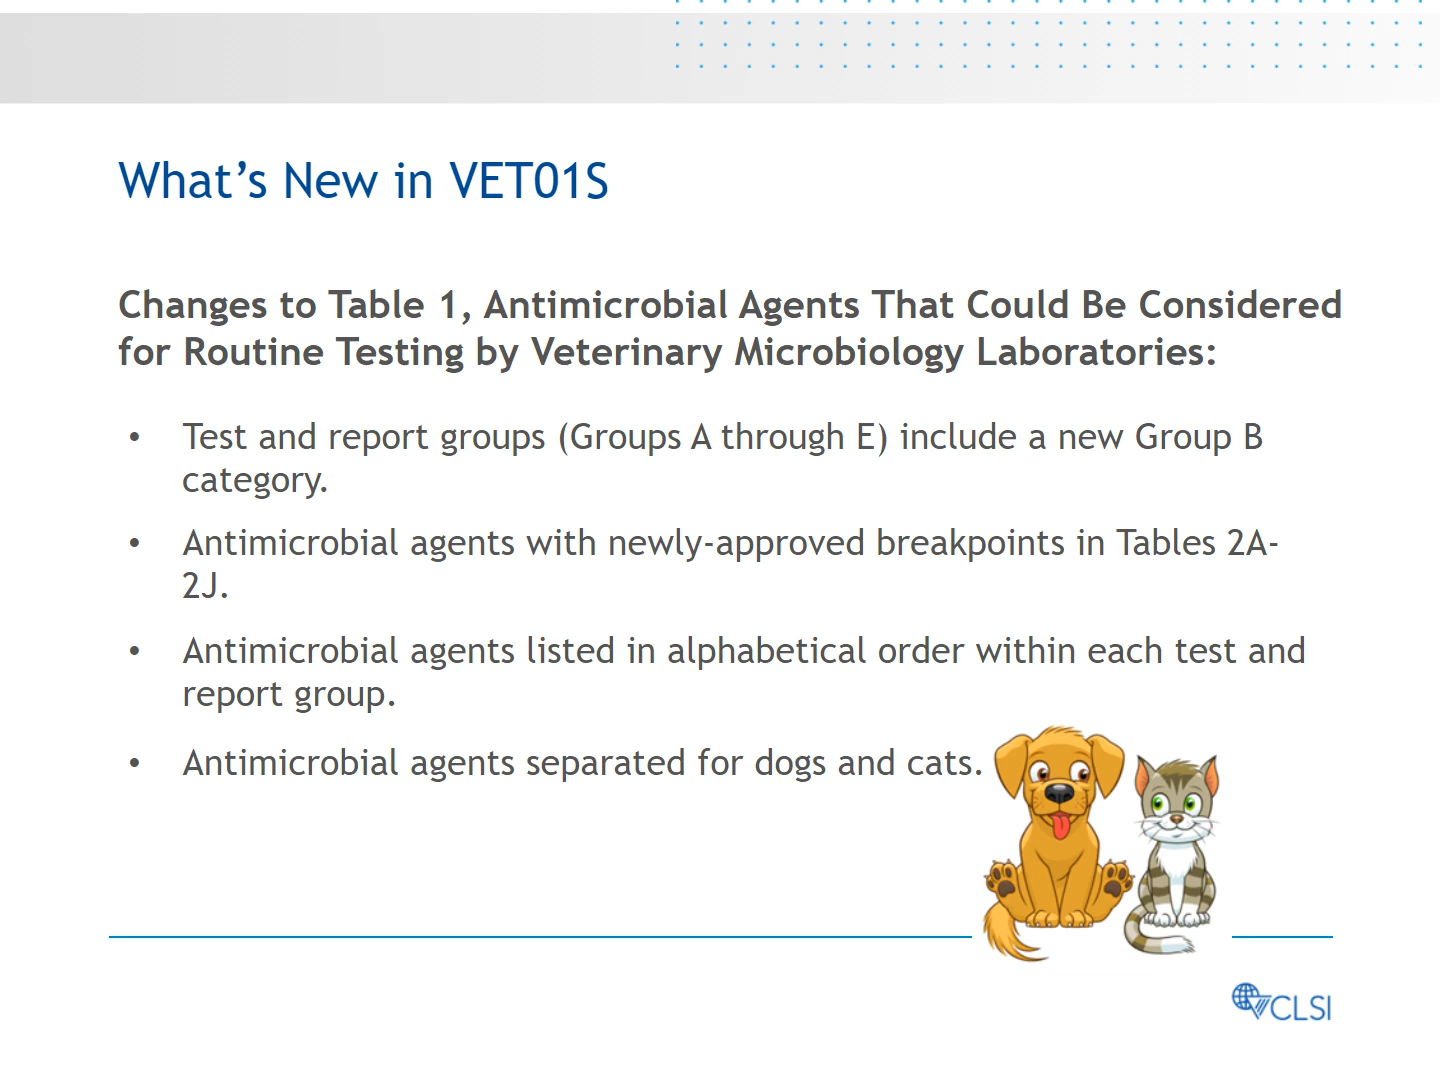 What’s New in VET01S
Changes to Table 1, Antimicrobial Agents That Could Be Considered
for Routine Testing by Veterinary Microbiology Laboratories:
• Test and report groups (Groups A through E) include a new Group B
category.
• Antimicrobial agents with newly-approved breakpoints in Tables 2A-
2J.
• Antimicrobial agents listed in alphabetical order within each test and
report group.
• Antimicrobial agents separated for dogs and cats.
CLSI